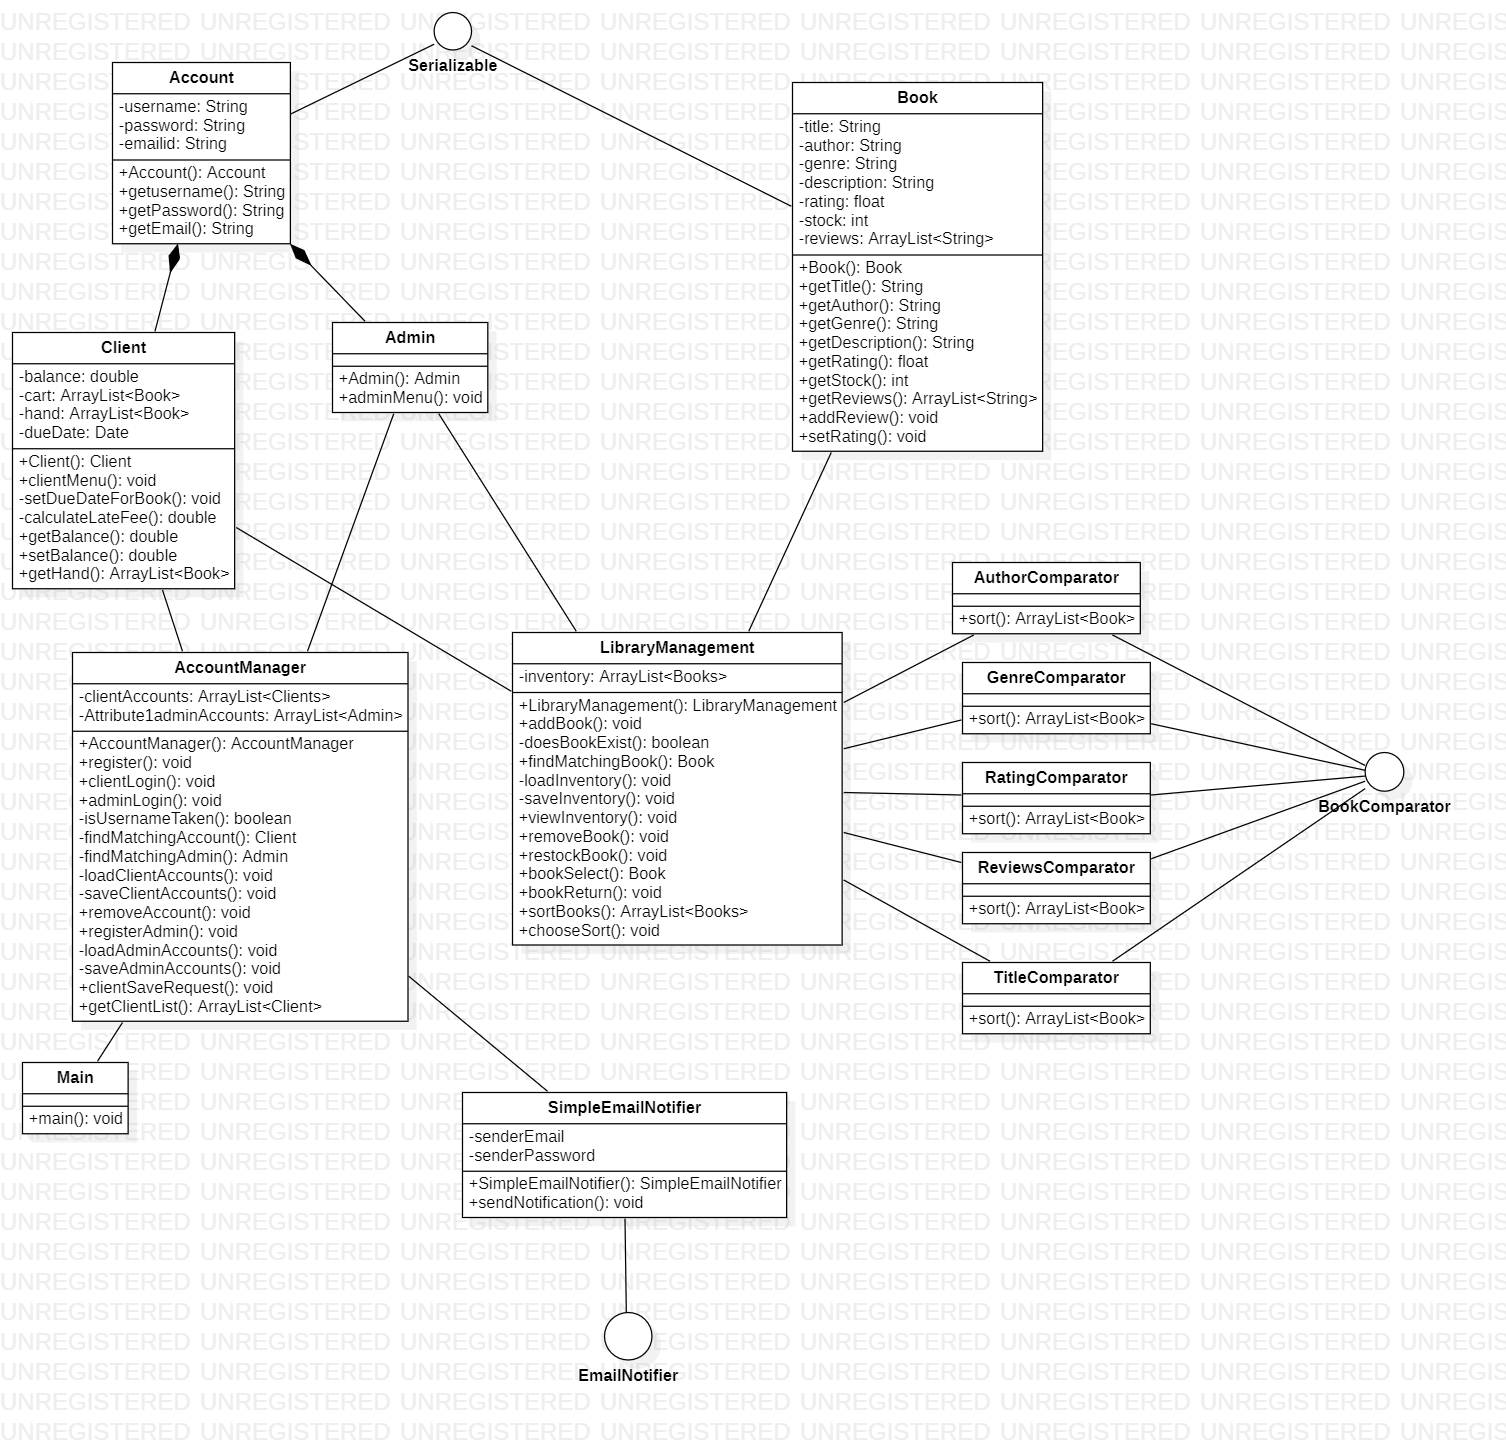 Serializable
Account
-username: String
-password: String
-emailid: String
+Account(): Account
+getusername(): String
+getPassword(): String
+getEmail(): String
Book
-title: String
-author: String
-genre: String
-description: String
-rating: float
-stock: int
-reviews: ArrayList<String>
+Book(): Book
+getTitle(): String
+getAuthor(): String
+getGenre(): String
+getDescription(): String
+getRating(): float
+getStock(): int
+getReviews(): ArrayList<String>
+addReview(): void
+setRating(): void
Client
-balance: double
-cart: ArrayList<Book>
-hand: ArrayList<Book>
-dueDate: Date
+Client(): Client
+clientMenu(): void
-setDueDateForBook(): void
-calculateLateFee(): double
+getBalance(): double
+setBalance(): double
+getHand(): ArrayList<Book>
Admin
+Admin(): Admin
+adminMenu(): void
AccountManager
-clientAccounts: ArrayList<Clients>
-Attribute1adminAccounts: ArrayList<Admin>
+AccountManager(): AccountManager
+register(): void
+clientLogin(): void
+adminLogin(): void
-isUsernameTaken(): boolean
-findMatchingAccount(): Client
-findMatchingAdmin(): Admin
-loadClientAccounts(): void
-saveClientAccounts(): void
+removeAccount(): void
+registerAdmin(): void
-loadAdminAccounts(): void
-saveAdminAccounts(): void
+clientSaveRequest(): void
+getClientList(): ArrayList<Client>
LibraryManagement
-inventory: ArrayList<Books>
+LibraryManagement(): LibraryManagement
+addBook(): void
-doesBookExist(): boolean
+findMatchingBook(): Book
-loadInventory(): void
-saveInventory(): void
+viewInventory(): void
+removeBook(): void
+restockBook(): void
+bookSelect(): Book
+bookReturn(): void
+sortBooks(): ArrayList<Books>
+chooseSort(): void
AuthorComparator
+sort(): ArrayList<Book>
GenreComparator
+sort(): ArrayList<Book>
RatingComparator
+sort(): ArrayList<Book>
ReviewsComparator
+sort(): ArrayList<Book>
TitleComparator
+sort(): ArrayList<Book>
BookComparator
Main
+main(): void
SimpleEmailNotifier
-senderEmail
-senderPassword
+SimpleEmailNotifier(): SimpleEmailNotifier
+sendNotification(): void
EmailNotifier